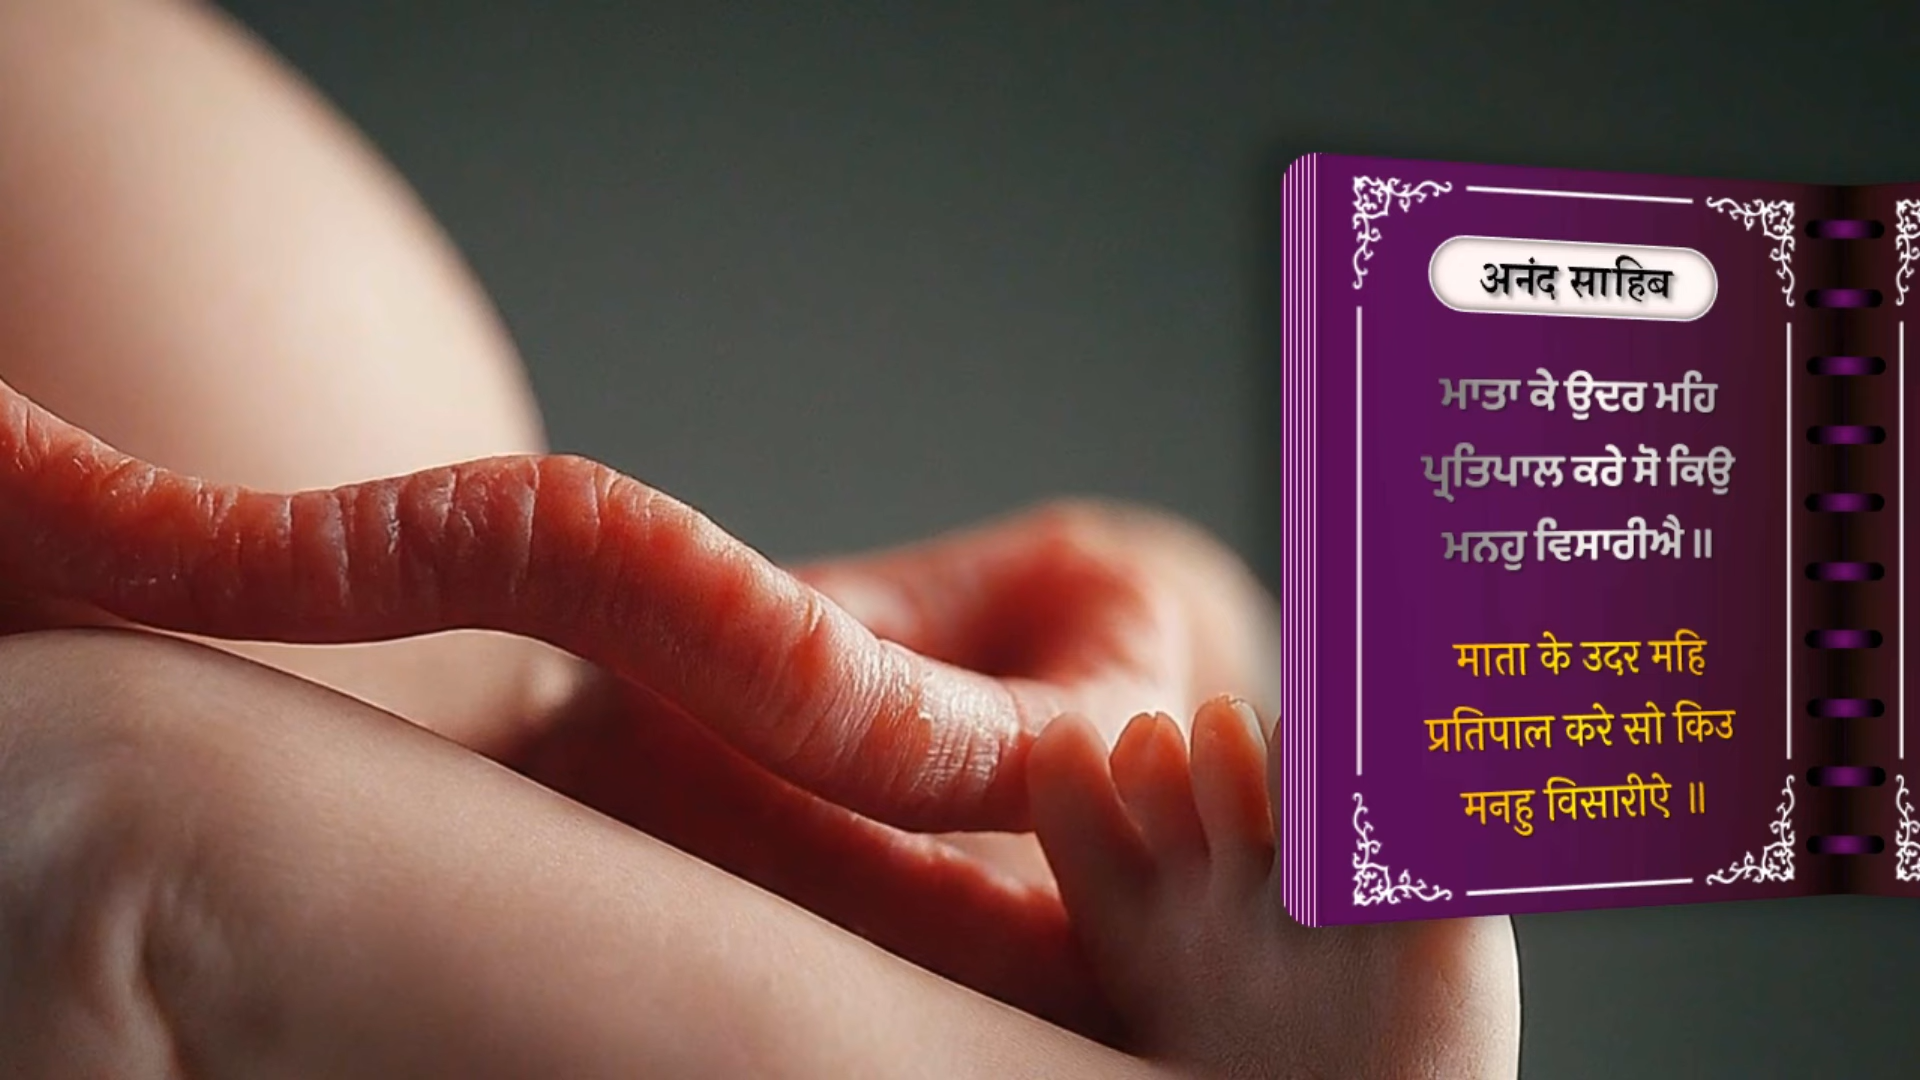 अनंद साहिब
ਮਾਤਾ ਕੇ ਉਦਰ ਮਹਿ
ਪ੍ਰਤਿਪਾਲ ਕਰੇ ਸੋ ਕਿਉ
ਮਨਹੁ ਵਿਸਾਰੀਐ ॥
माता के उदर महि
प्रतिपाल करे सो किउ
मनहु विसारीऐ ॥